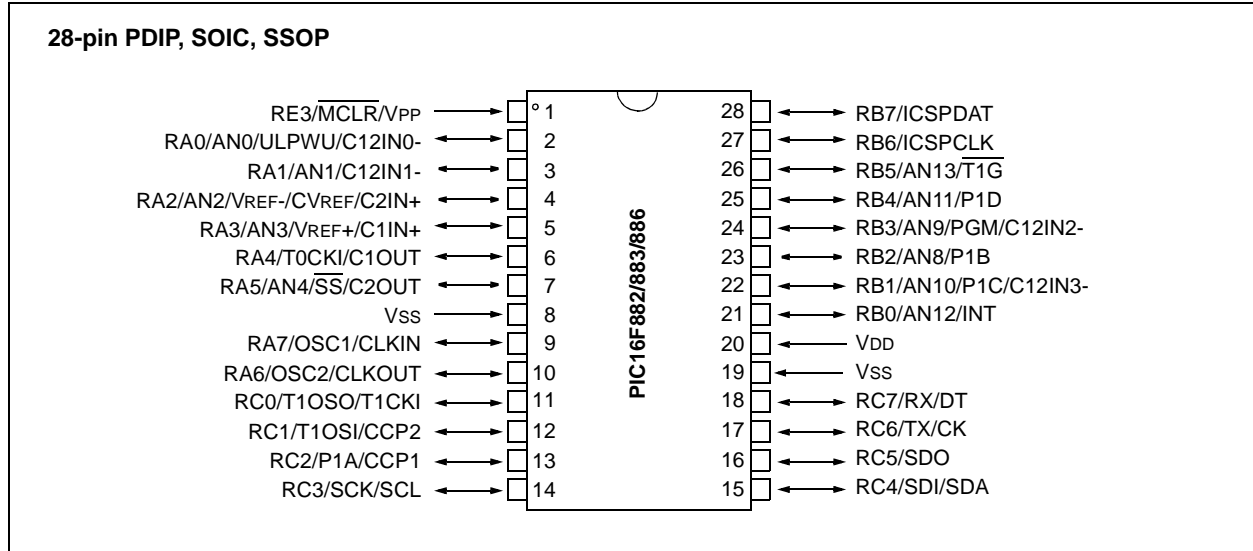 28-pin PDIP, SOIC, SSOP
RE3/MCLR/VPP
RA0/AN0/ULPWU/C12IN0-
RA1/AN1/C12IN1-
RA2/AN2/VREF-/CVREF/C2IN+
RA3/AN3/VREF+/C1IN+
RA4/T0CKI/C1OUT
RA5/AN4/SS/C2OUT
VSS
RA7/OSC1/CLKIN
RA6/OSC2/CLKOUT
RC0/T1OSO/T1CKI
RC1/T1OSI/CCP2
RC2/P1A/CCP1
RC3/SCK/SCL
1
2
3
4
5
6
7
8
9
10
11
12
13
14
PIC16F882/883/886
28
27
26
25
24
23
22
21
20
19
18
17
16
15
RB7/ICSPDAT
RB6/ICSPCLK
RB5/AN13/T1G
RB4/AN11/P1D
RB3/AN9/PGM/C12IN2-
RB2/AN8/P1B
RB1/AN10/P1C/C12IN3-
RB0/AN12/INT
VDD
VSS
RC7/RX/DT
RC6/TX/CK
RC5/SDO
RC4/SDI/SDA